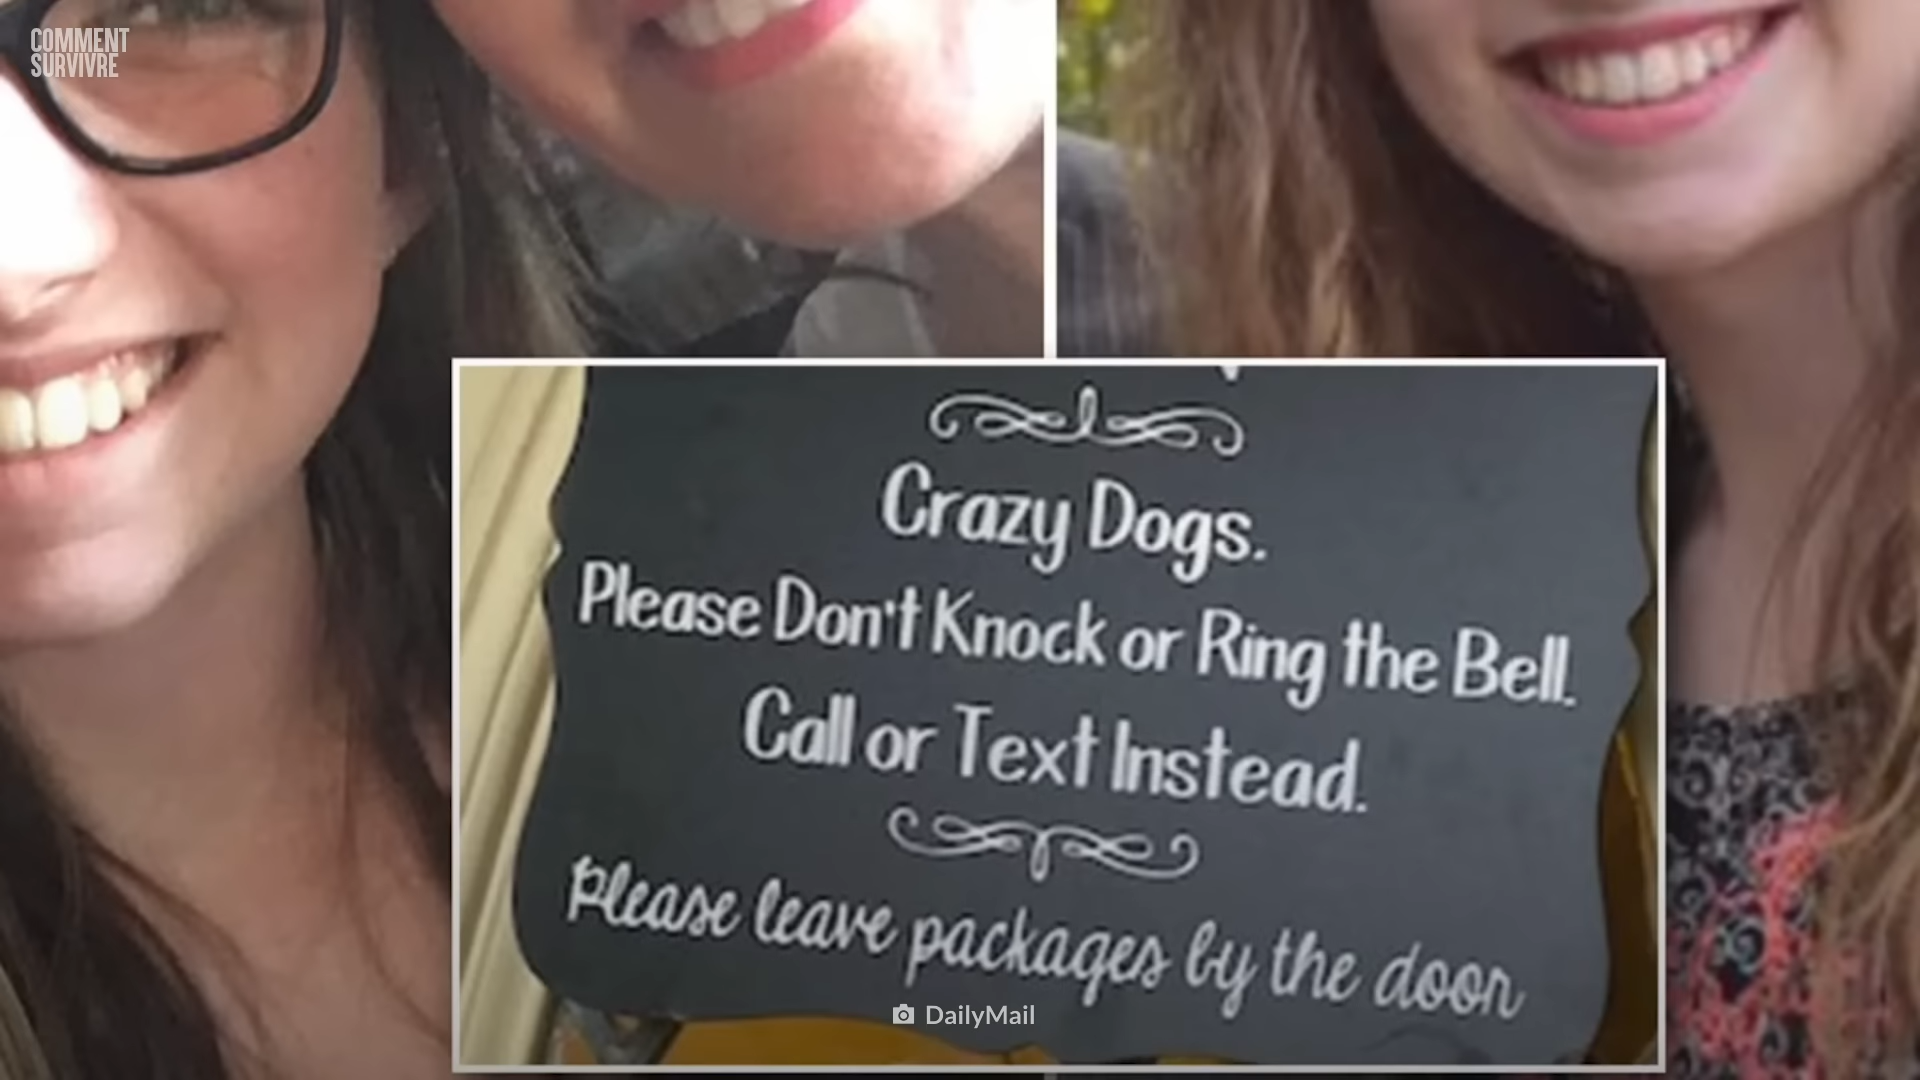 COMMENT
SURVIVRE
Crazy Dogs.
Please Don't Knock or Ring the Bell.
Call or Text Instead.
Please leave packages by the door
DailyMail